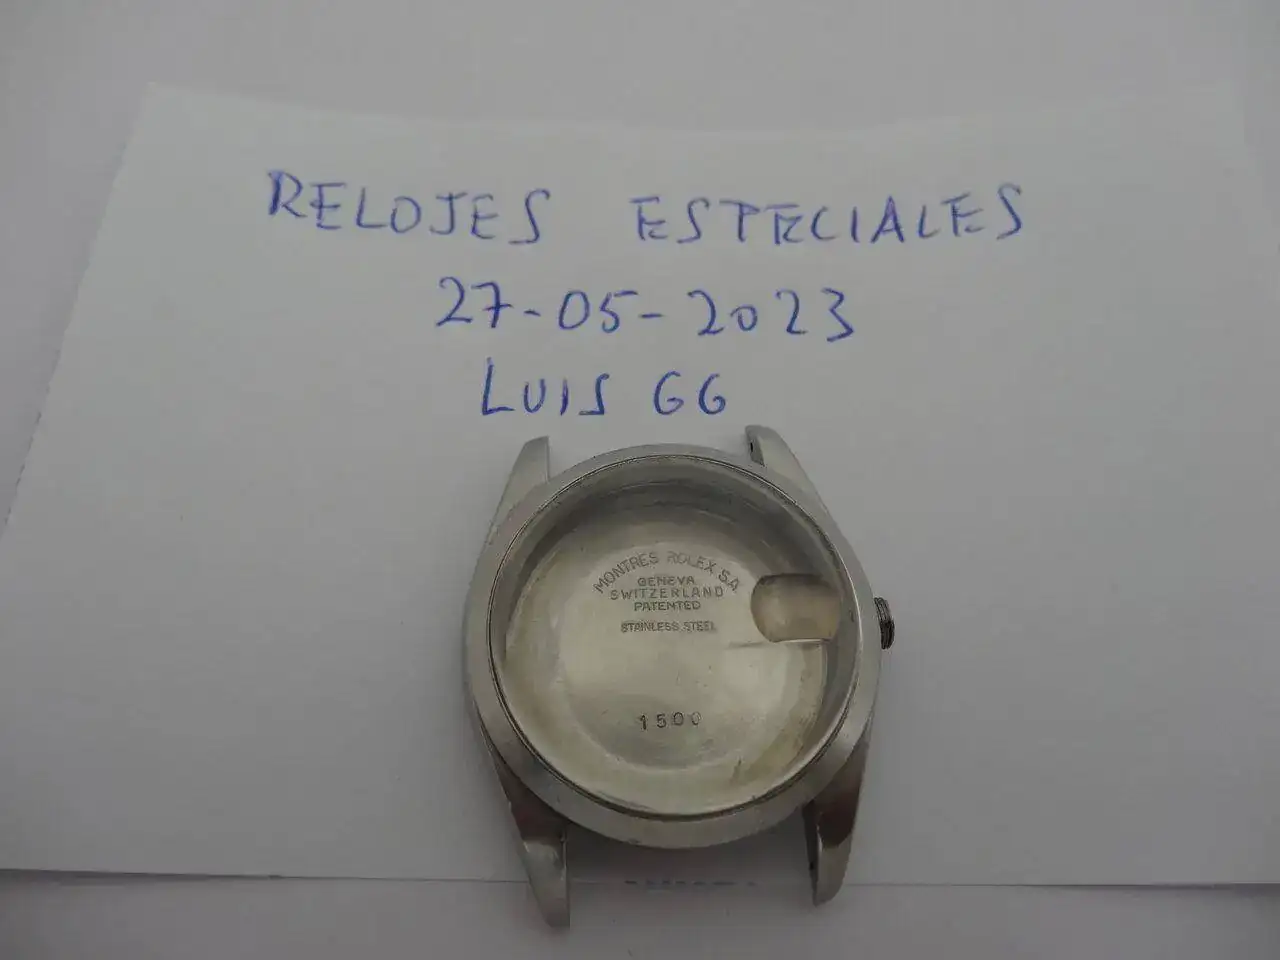 RELOJES ESPECIALES
27-05-2023
LUIS GG
MONTRES ROLEX S.A
GENEVA
SWITZERLAND
PATENTED
STAINLESS STEEL
1500